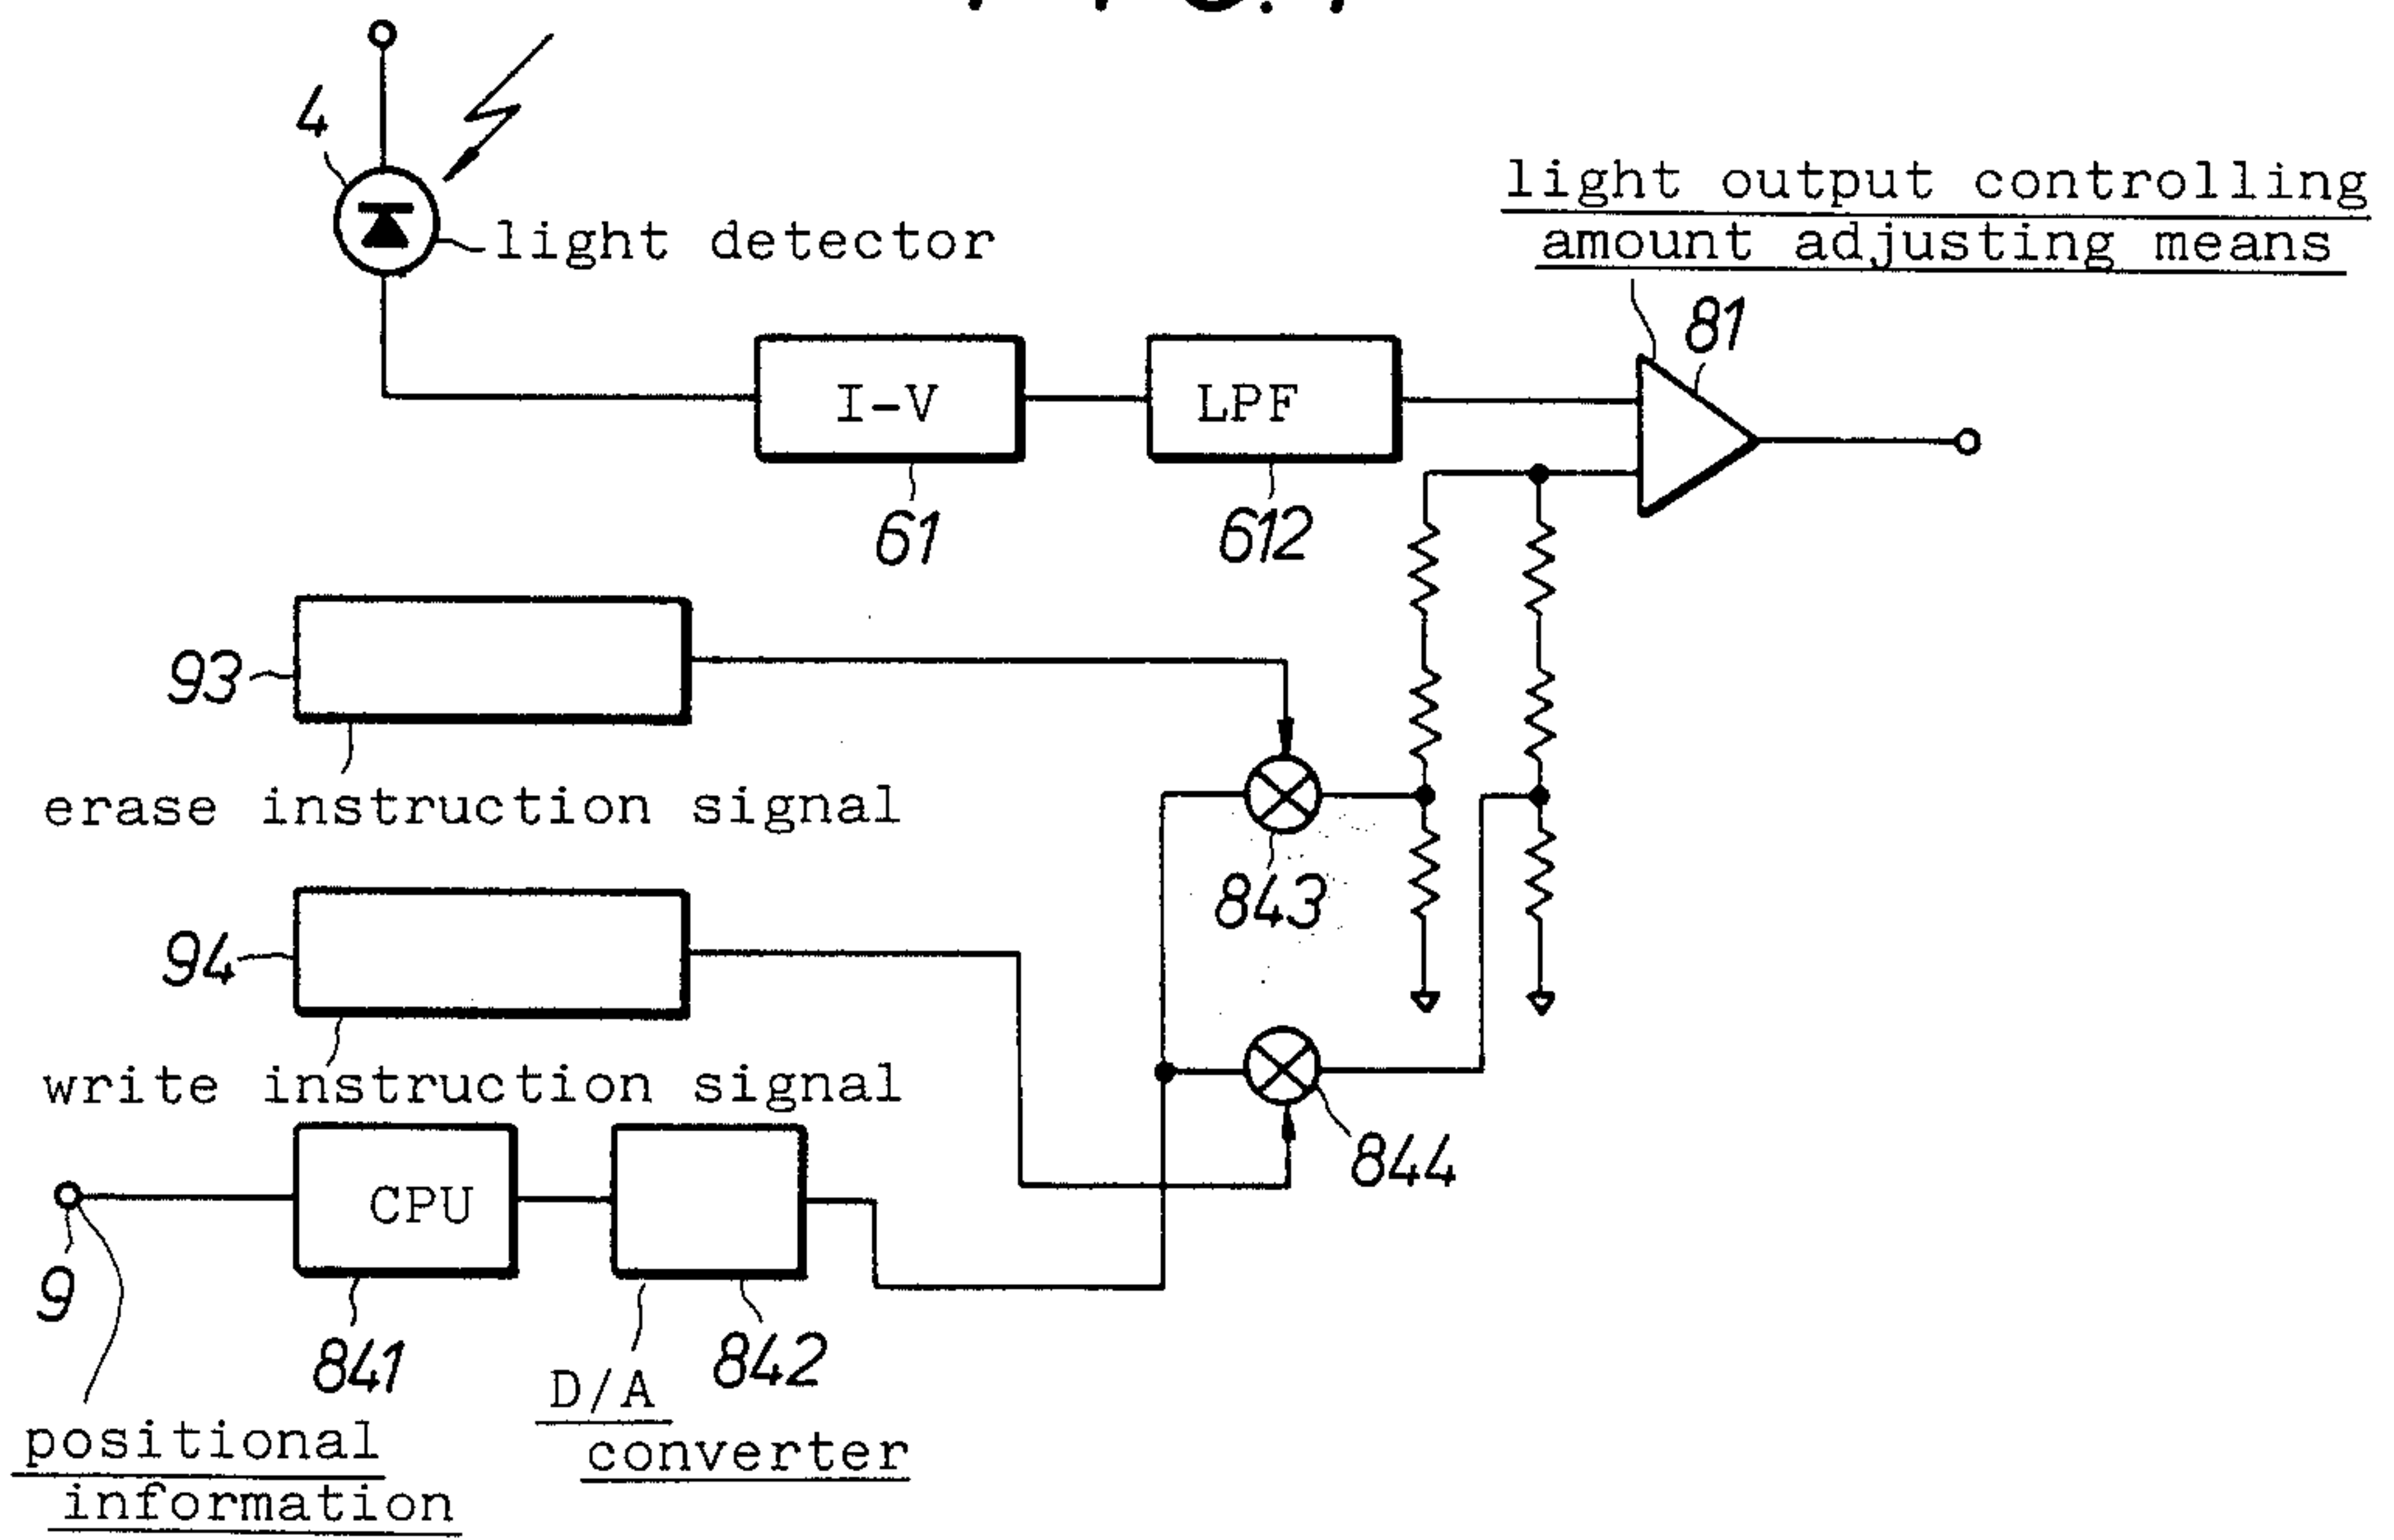 4
light detector
light output controlling
amount adjusting means
81
I-V
LPF
61
612
93
erase instruction signal
843
94
write instruction signal
844
CPU
9
841
842
D/A
converter
positional
information